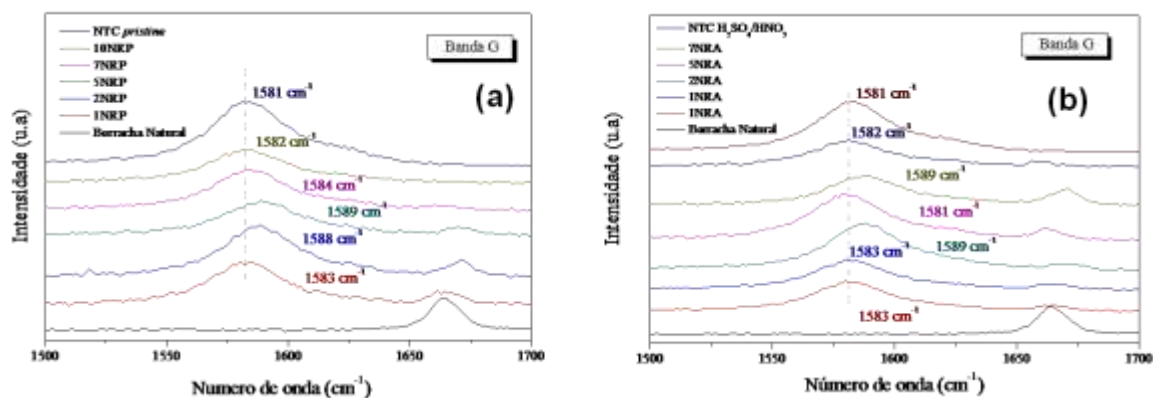 NTC pristine
10NRP
7NRP
5NRP
2NRP
1NRP
Borracha Natural
Banda G
(a)
1581 cm⁻¹
1582 cm⁻¹
1584 cm⁻¹
1589 cm⁻¹
1588 cm⁻¹
1583 cm⁻¹
Intensidade (u.a)
1500 1550 1600 1650 1700
Numero de onda (cm⁻¹)
NTC H₂SO₄/HNO₃
7NRA
5NRA
2NRA
1NRA
1NRA
Borracha Natural
Banda G
(b)
1581 cm⁻¹
1582 cm⁻¹
1589 cm⁻¹
1581 cm⁻¹
1583 cm⁻¹
1589 cm⁻¹
1583 cm⁻¹
Intensidade (u.a)
1500 1550 1600 1650 1700
Número de onda (cm⁻¹)